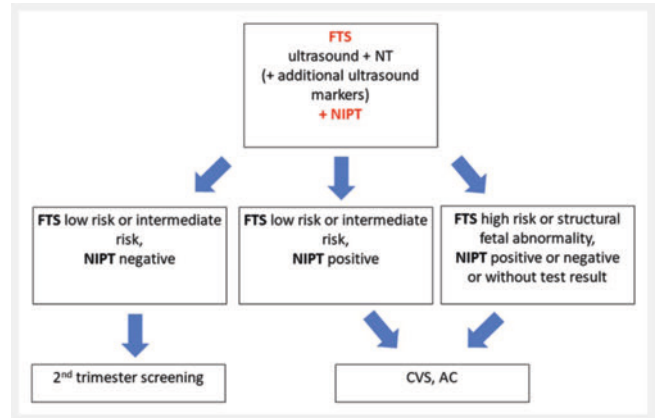 FTS
ultrasound + NT
(+ additional ultrasound
markers)
+ NIPT
FTS low risk or intermediate
risk,
NIPT negative
FTS low risk or intermediate
risk,
NIPT positive
FTS high risk or structural
fetal abnormality,
NIPT positive or negative
or without test result
2nd trimester screening
CVS, AC